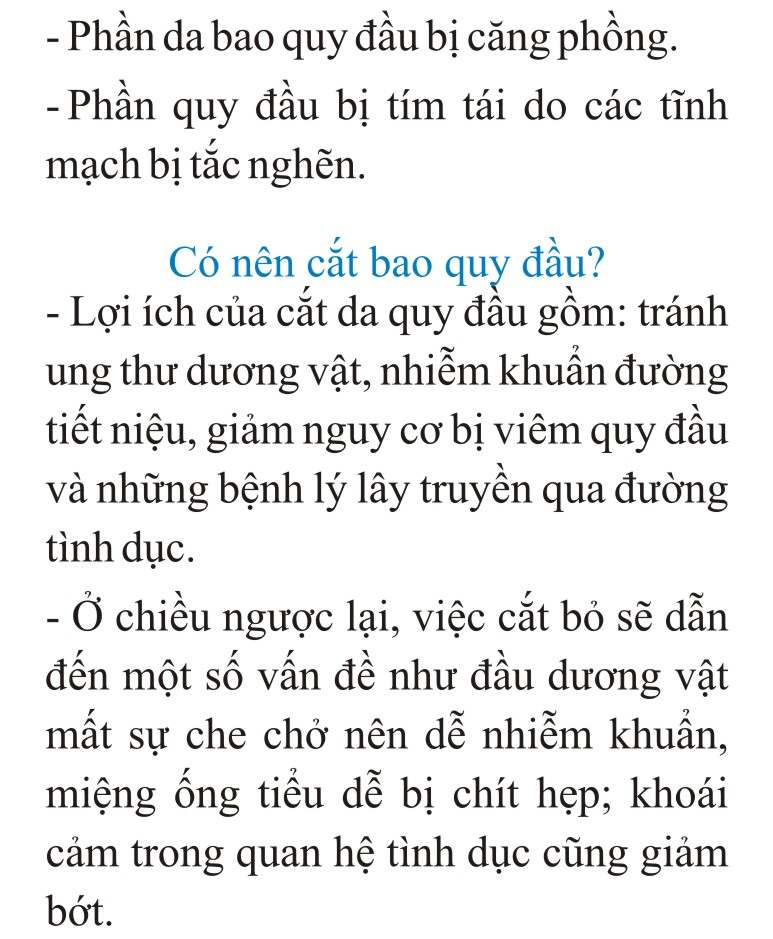 - Phần da bao quy đầu bị căng phồng.
- Phần quy đầu bị tím tái do các tĩnh
mạch bị tắc nghẽn.
Có nên cắt bao quy đầu?
- Lợi ích của cắt da quy đầu gồm: tránh
ung thư dương vật, nhiễm khuẩn đường
tiết niệu, giảm nguy cơ bị viêm quy đầu
và những bệnh lý lây truyền qua đường
tình dục.
- Ở chiều ngược lại, việc cắt bỏ sẽ dẫn
đến một số vấn đề như đầu dương vật
mất sự che chở nên dễ nhiễm khuẩn,
miệng ống tiểu dễ bị chít hẹp; khoái
cảm trong quan hệ tình dục cũng giảm
bớt.